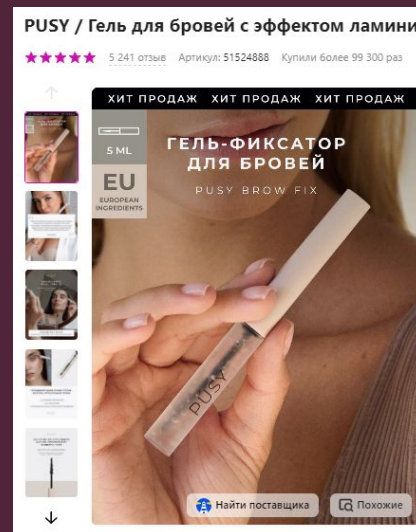 PUSY / Гель для бровей с эффектом ламини
5 241 отзыв Артикул: 51524888 Купили более 99 300 раз
ХИТ ПРОДАЖ ХИТ ПРОДАЖ ХИТ ПРОДАЖ
5 ML
ГЕЛЬ-ФИКСАТОР
ДЛЯ БРОВЕЙ
EU
EUROPEAN
INGREDIENTS
PUSY BROW FIX
PUSY
Найти поставщика
Похожие